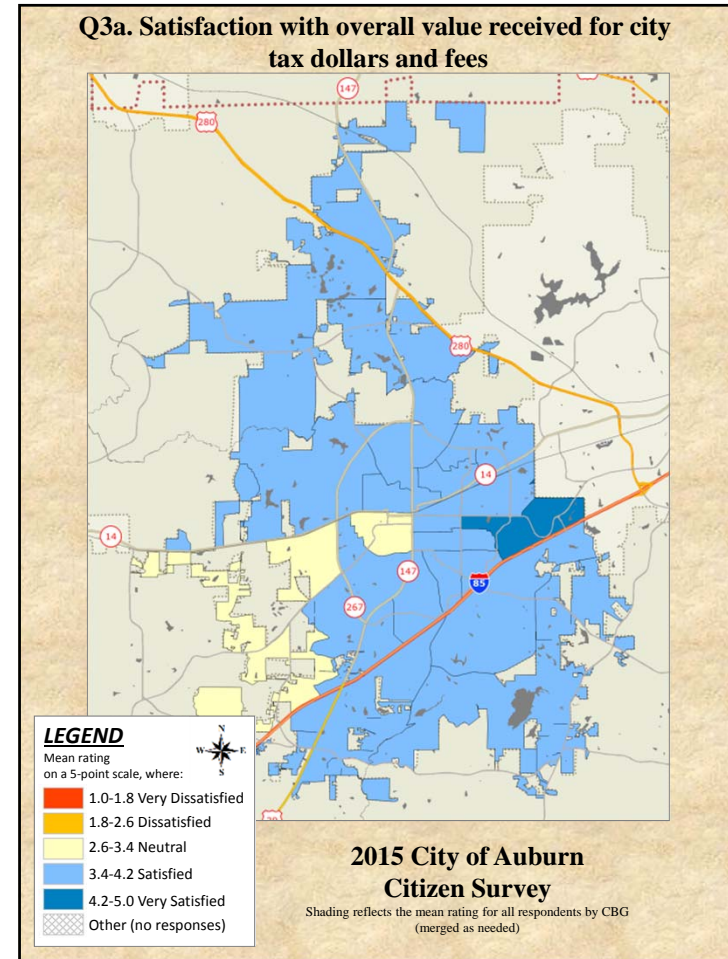 Q3a. Satisfaction with overall value received for city
tax dollars and fees
147
280
280
14
14
147
85
267
LEGEND
N
W E
S
Mean rating
on a 5-point scale, where:
1.0-1.8 Very Dissatisfied
1.8-2.6 Dissatisfied
2.6-3.4 Neutral
3.4-4.2 Satisfied
4.2-5.0 Very Satisfied
Other (no responses)
2015 City of Auburn
Citizen Survey
Shading reflects the mean rating for all respondents by CBG
(merged as needed)